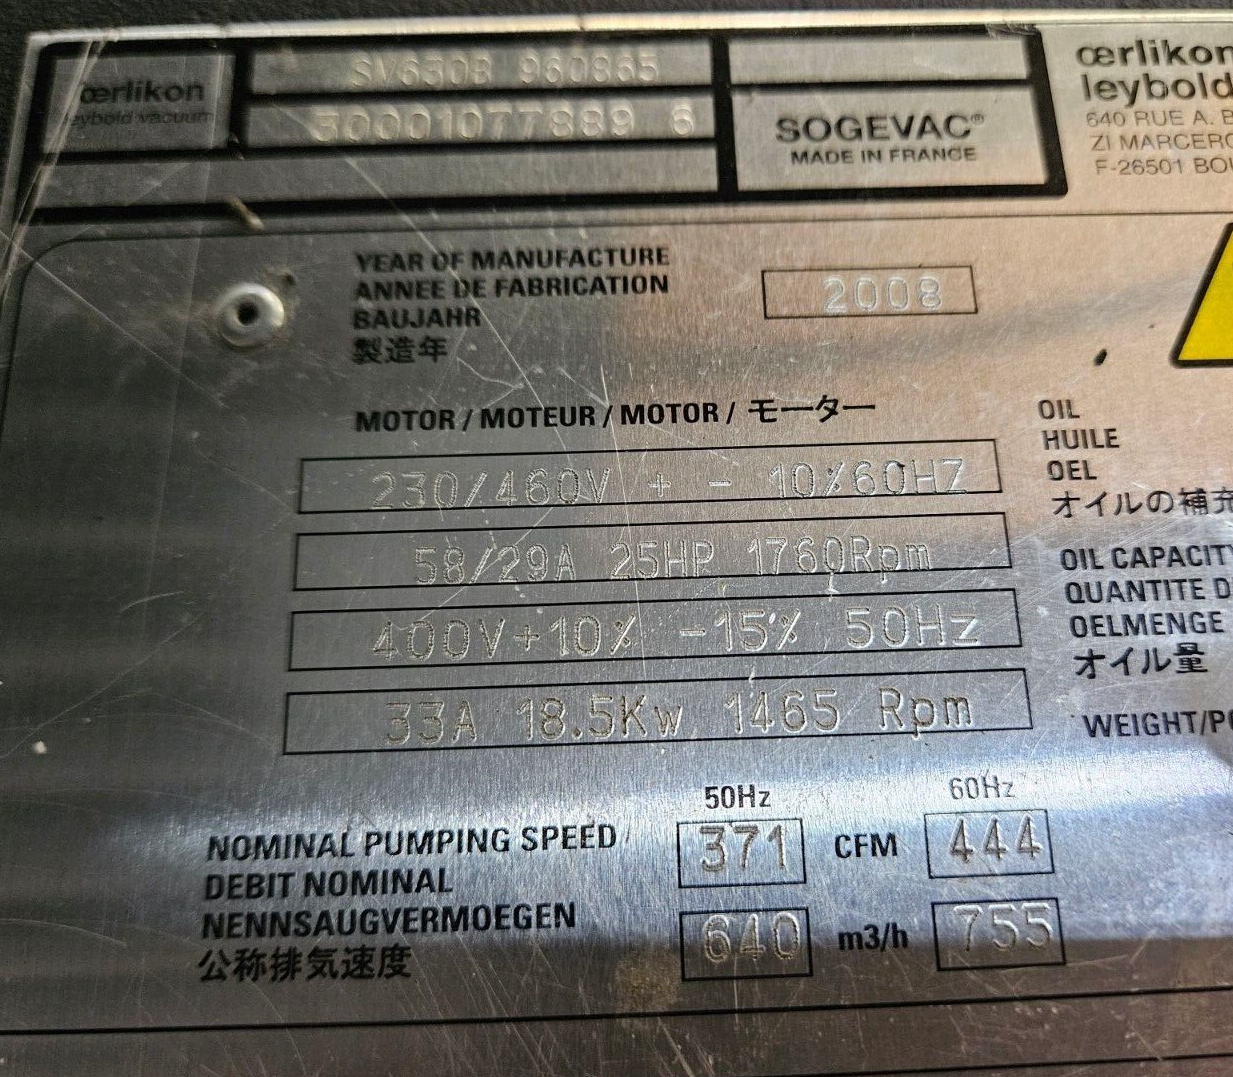 œrlikon
leybold vacuum
SV630B 960865
30001077889 6
SOGEVAC®
MADE IN FRANCE
œrlikon
leybold
640 RUE A. B
ZI MARCERO
F-26501 BOU
YEAR OF MANUFACTURE
ANNEE DE FABRICATION
BAUJAHR
製造年
2008
MOTOR / MOTEUR / MOTOR / モーター
230/460V + - 10%60HZ
58/29A 25HP 1760Rpm
400V+10% -15% 50Hz
33A 18.5Kw 1465 Rpm
OIL
HUILE
OEL
オイルの補充
OIL CAPACITY
QUANTITE D
OELMENGE
オイル量
WEIGHT/PO
50Hz 60Hz
NOMINAL PUMPING SPEED 371 CFM 444
DEBIT NOMINAL
NENNSAUGVERMOEGEN 640 m3/h 755
公称排気速度